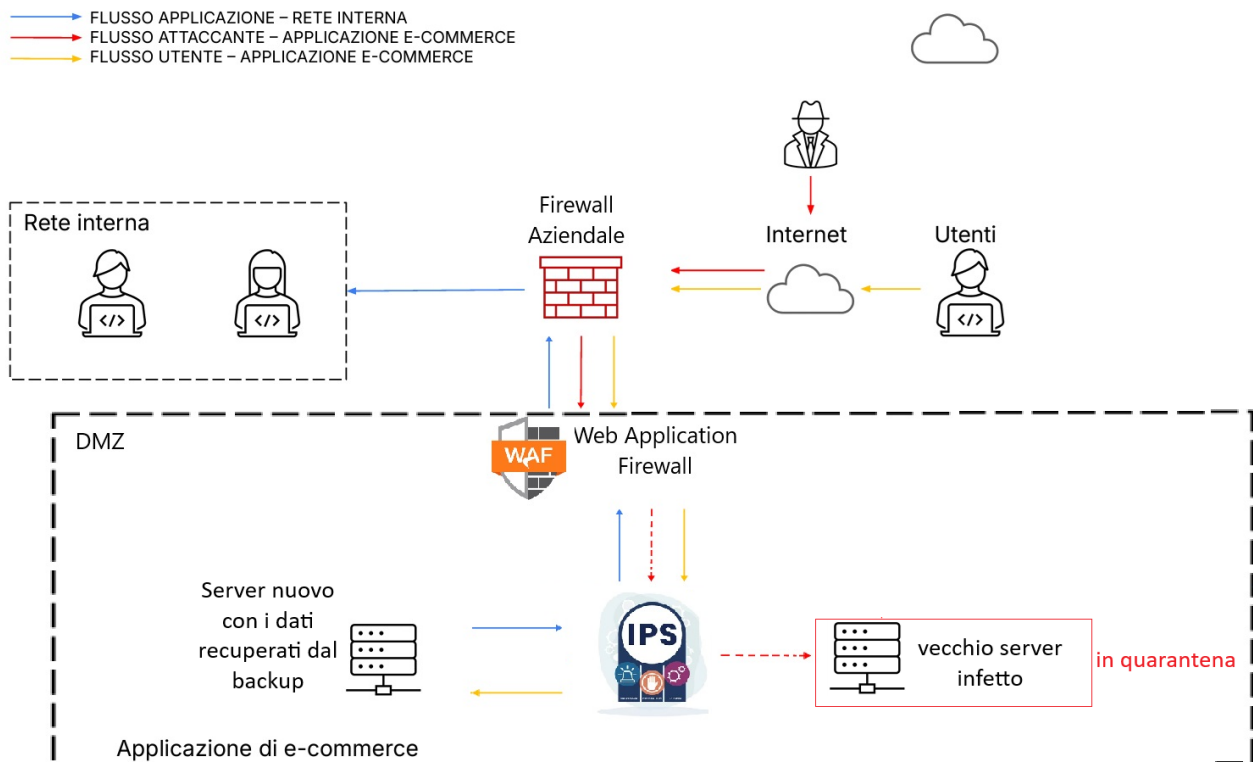 FLUSSO APPLICAZIONE – RETE INTERNA
FLUSSO ATTACCANTE – APPLICAZIONE E-COMMERCE
FLUSSO UTENTE – APPLICAZIONE E-COMMERCE
Rete interna
Firewall
Aziendale
Internet
Utenti
DMZ
WAF
Web Application
Firewall
Server nuovo
con i dati
recuperati dal
backup
IPS
vecchio server
infetto
in quarantena
Applicazione di e-commerce